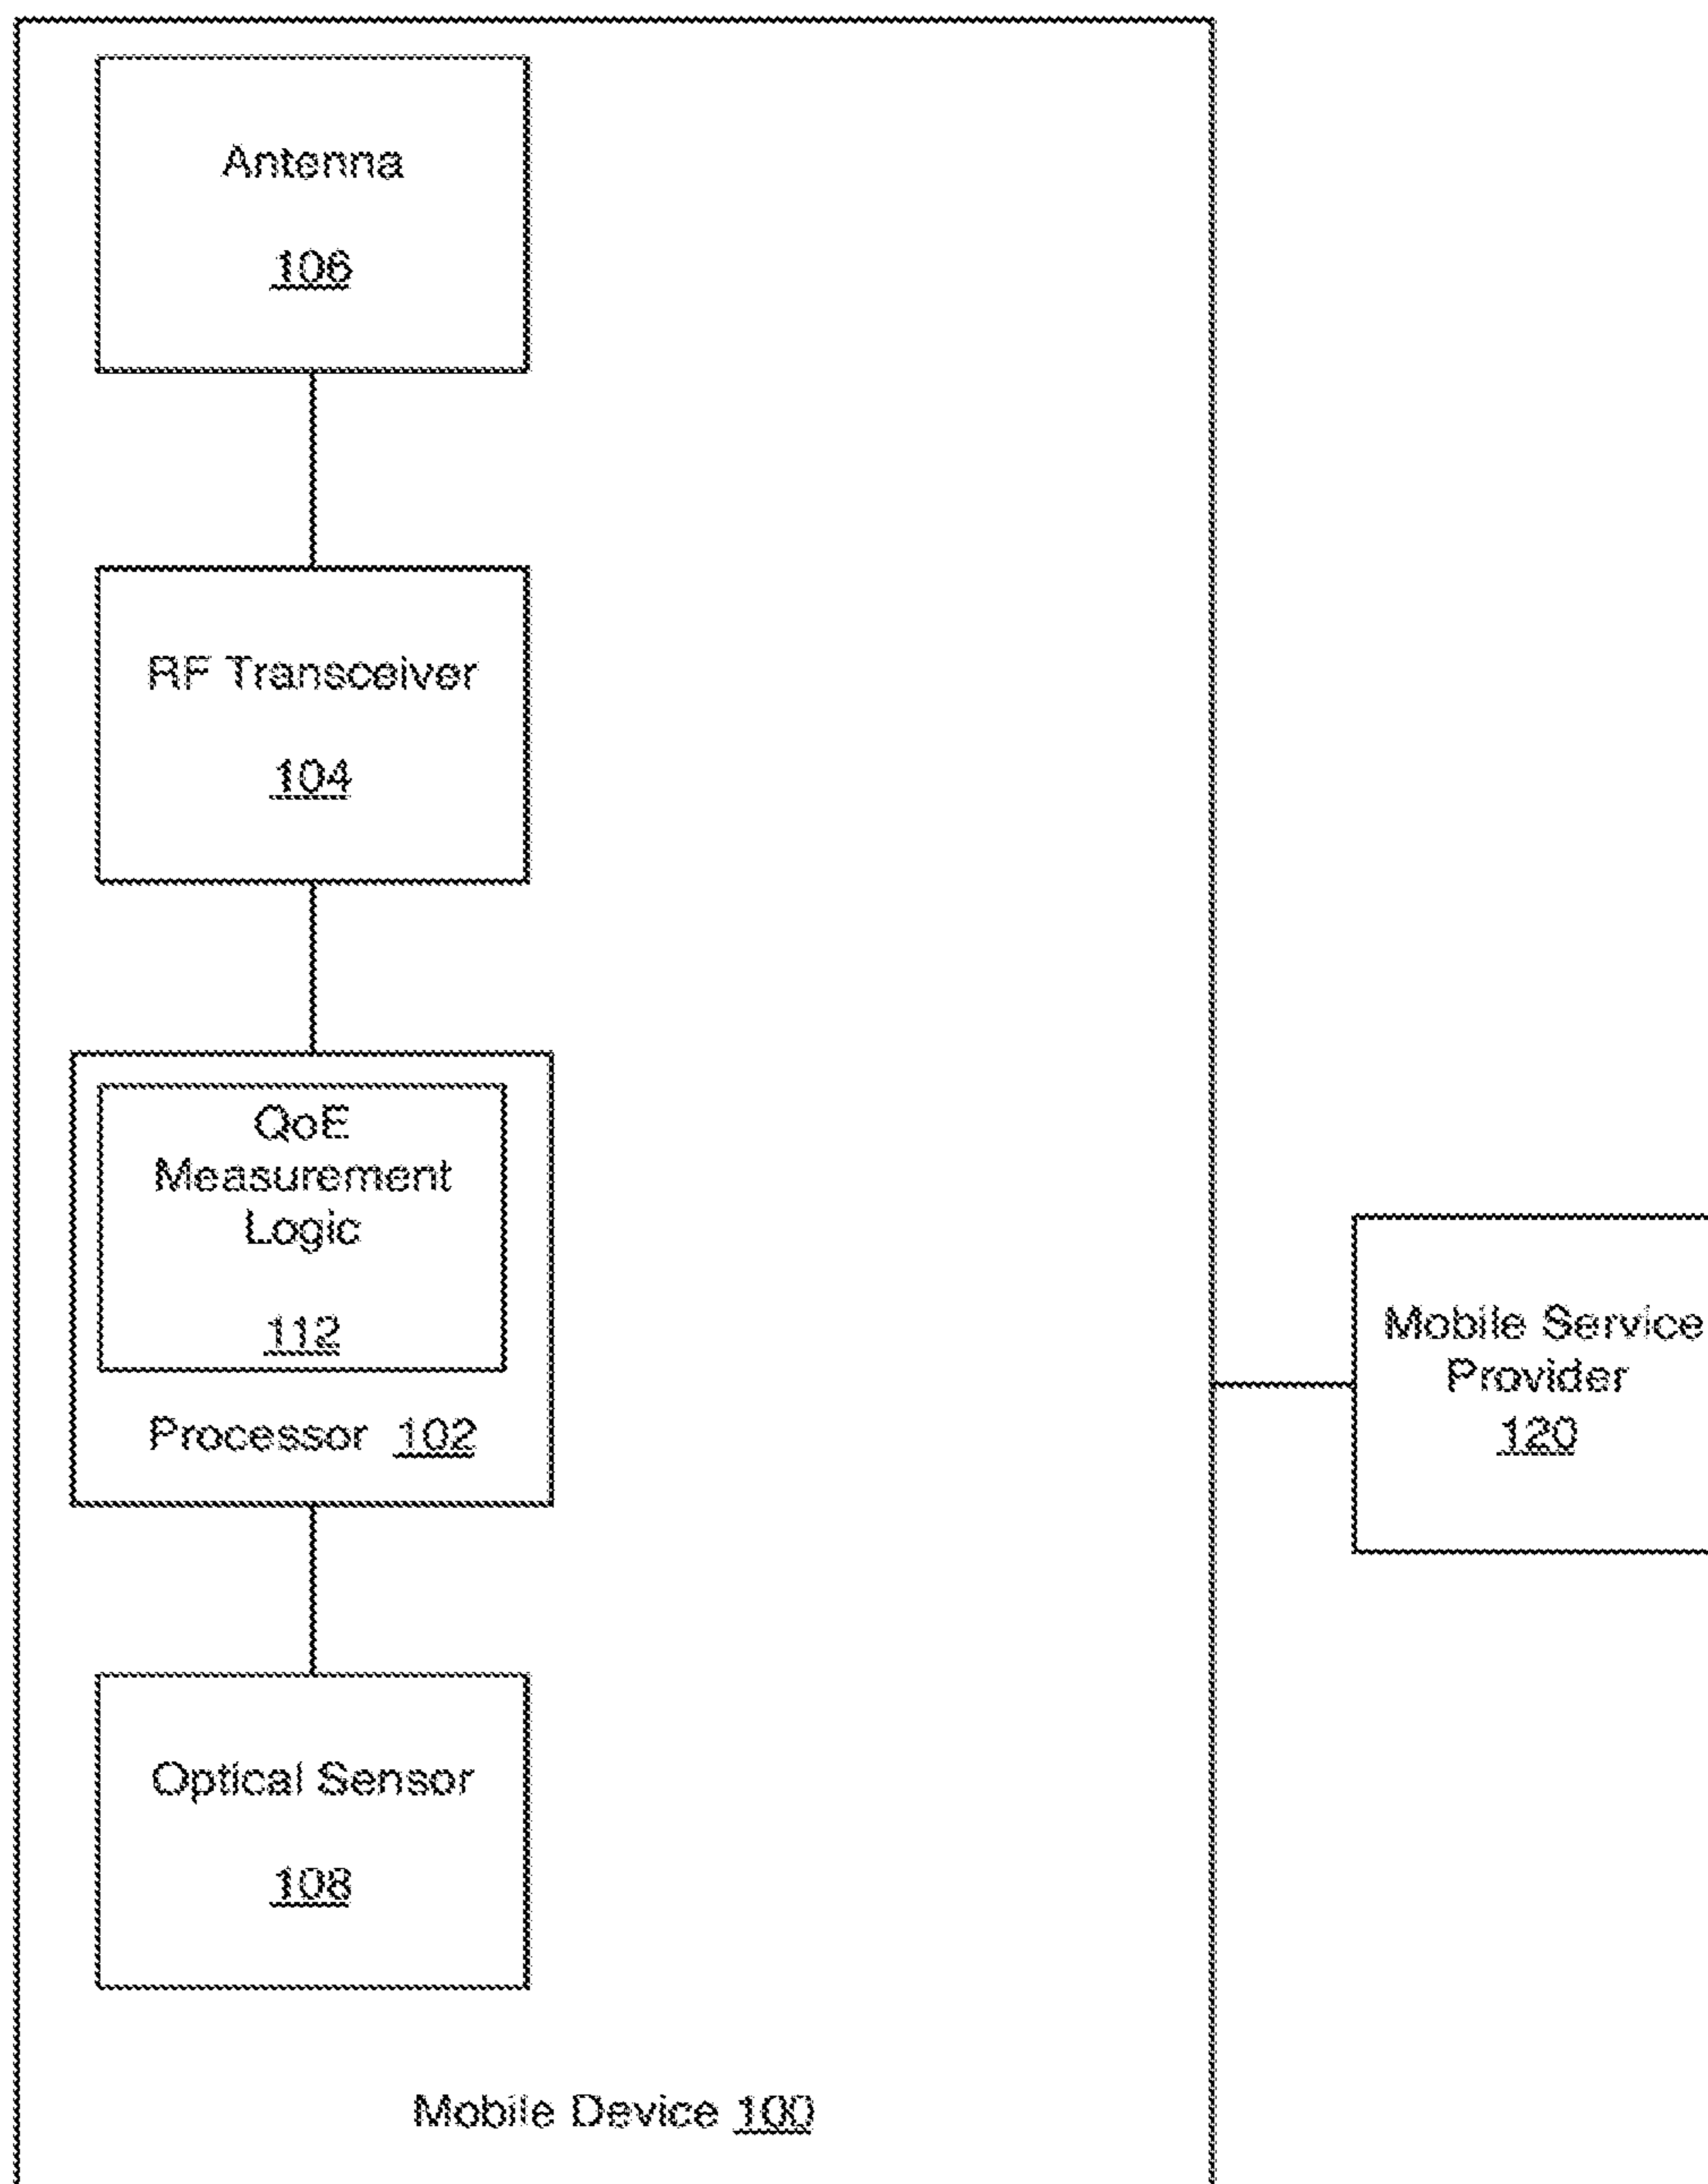 Antenna
106
RF Transceiver
104
QoE
Measurement
Logic
112
Processor 102
Mobile Service
Provider
120
Optical Sensor
108
Mobile Device 100